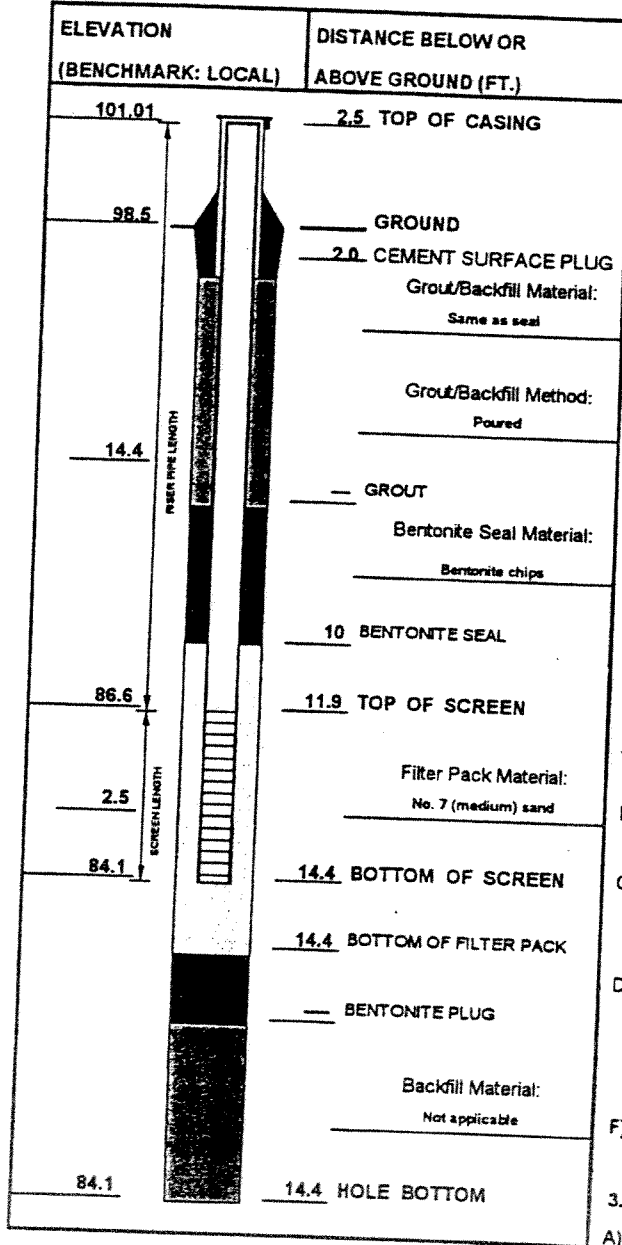 ELEVATION
(BENCHMARK: LOCAL)
DISTANCE BELOW OR
ABOVE GROUND (FT.)
101.01
2.5 TOP OF CASING
98.5
GROUND
2.0 CEMENT SURFACE PLUG
Grout/Backfill Material:
Same as seal
Grout/Backfill Method:
Poured
14.4
RISER PIPE LENGTH
— GROUT
Bentonite Seal Material:
Bentonite chips
10 BENTONITE SEAL
86.6
11.9 TOP OF SCREEN
Filter Pack Material:
2.5
SCREEN LENGTH
No. 7 (medium) sand
84.1
14.4 BOTTOM OF SCREEN
14.4 BOTTOM OF FILTER PACK
D
— BENTONITE PLUG
Backfill Material:
Not applicable
F)
84.1
14.4 HOLE BOTTOM
3.
A)